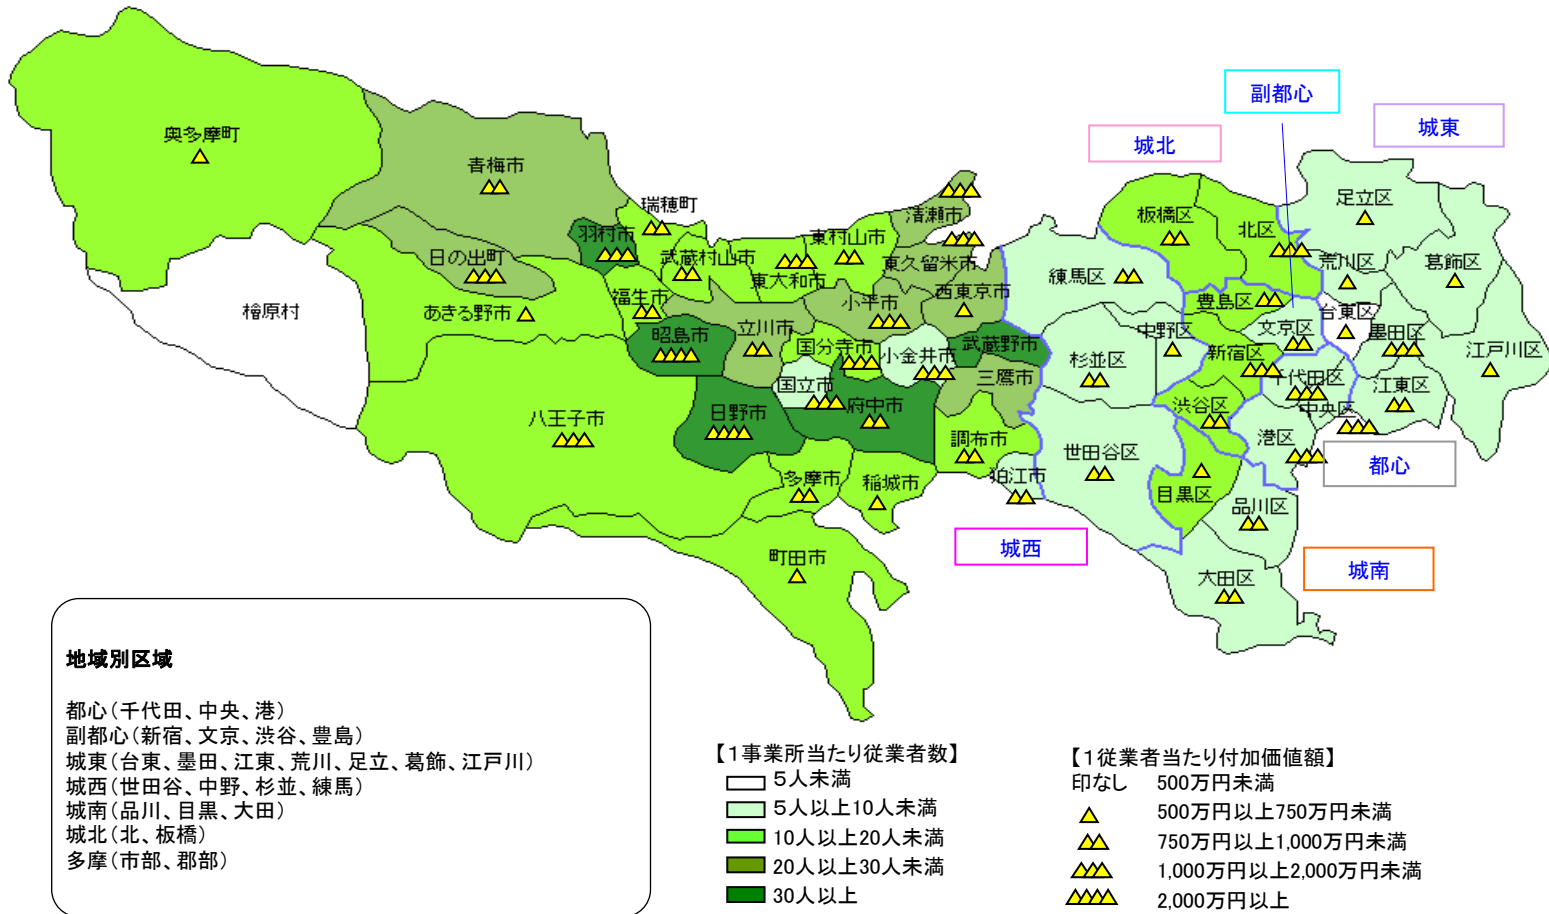 副都心
城東
城北
奥多摩町
青梅市
瑞穂町
羽村市
日の出町
武蔵村山市
東村山市
東大和市
清瀬市
東久留米市
檜原村
あきる野市
福生市
昭島市
立川市
小平市
西東京市
国分寺市
小金井市
武蔵野市
国立市
三鷹市
八王子市
日野市
府中市
調布市
狛江市
多摩市
稲城市
町田市
練馬区
板橋区
北区
足立区
荒川区
葛飾区
豊島区
文京区
台東区
墨田区
江戸川区
中野区
杉並区
新宿区
千代田区
江東区
渋谷区
中央区
港区
世田谷区
目黒区
品川区
大田区
都心
城西
城南
地域別区域
都心(千代田、中央、港)
副都心(新宿、文京、渋谷、豊島)
城東(台東、墨田、江東、荒川、足立、葛飾、江戸川)
城西(世田谷、中野、杉並、練馬)
城南(品川、目黒、大田)
城北(北、板橋)
多摩(市部、郡部)
【1事業所当たり従業者数】
5人未満
5人以上10人未満
10人以上20人未満
20人以上30人未満
30人以上
【1従業者当たり付加価値額】
印なし 500万円未満
500万円以上750万円未満
750万円以上1,000万円未満
1,000万円以上2,000万円未満
2,000万円以上